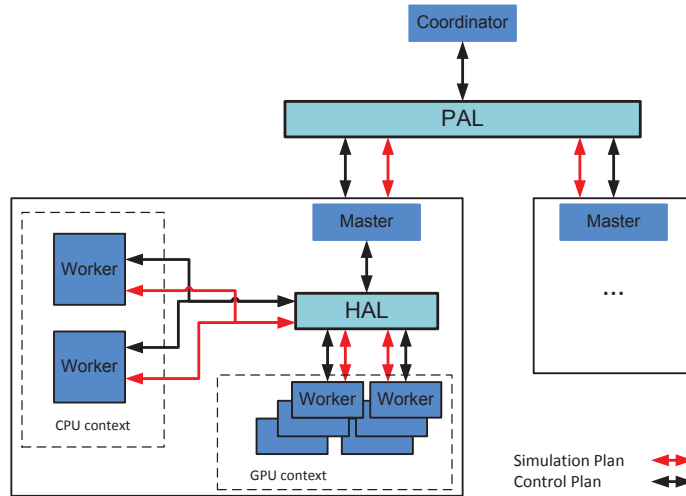 Coordinator
PAL
Master
Master
Worker
HAL
...
Worker
Worker
Worker
CPU context
GPU context
Simulation Plan
Control Plan